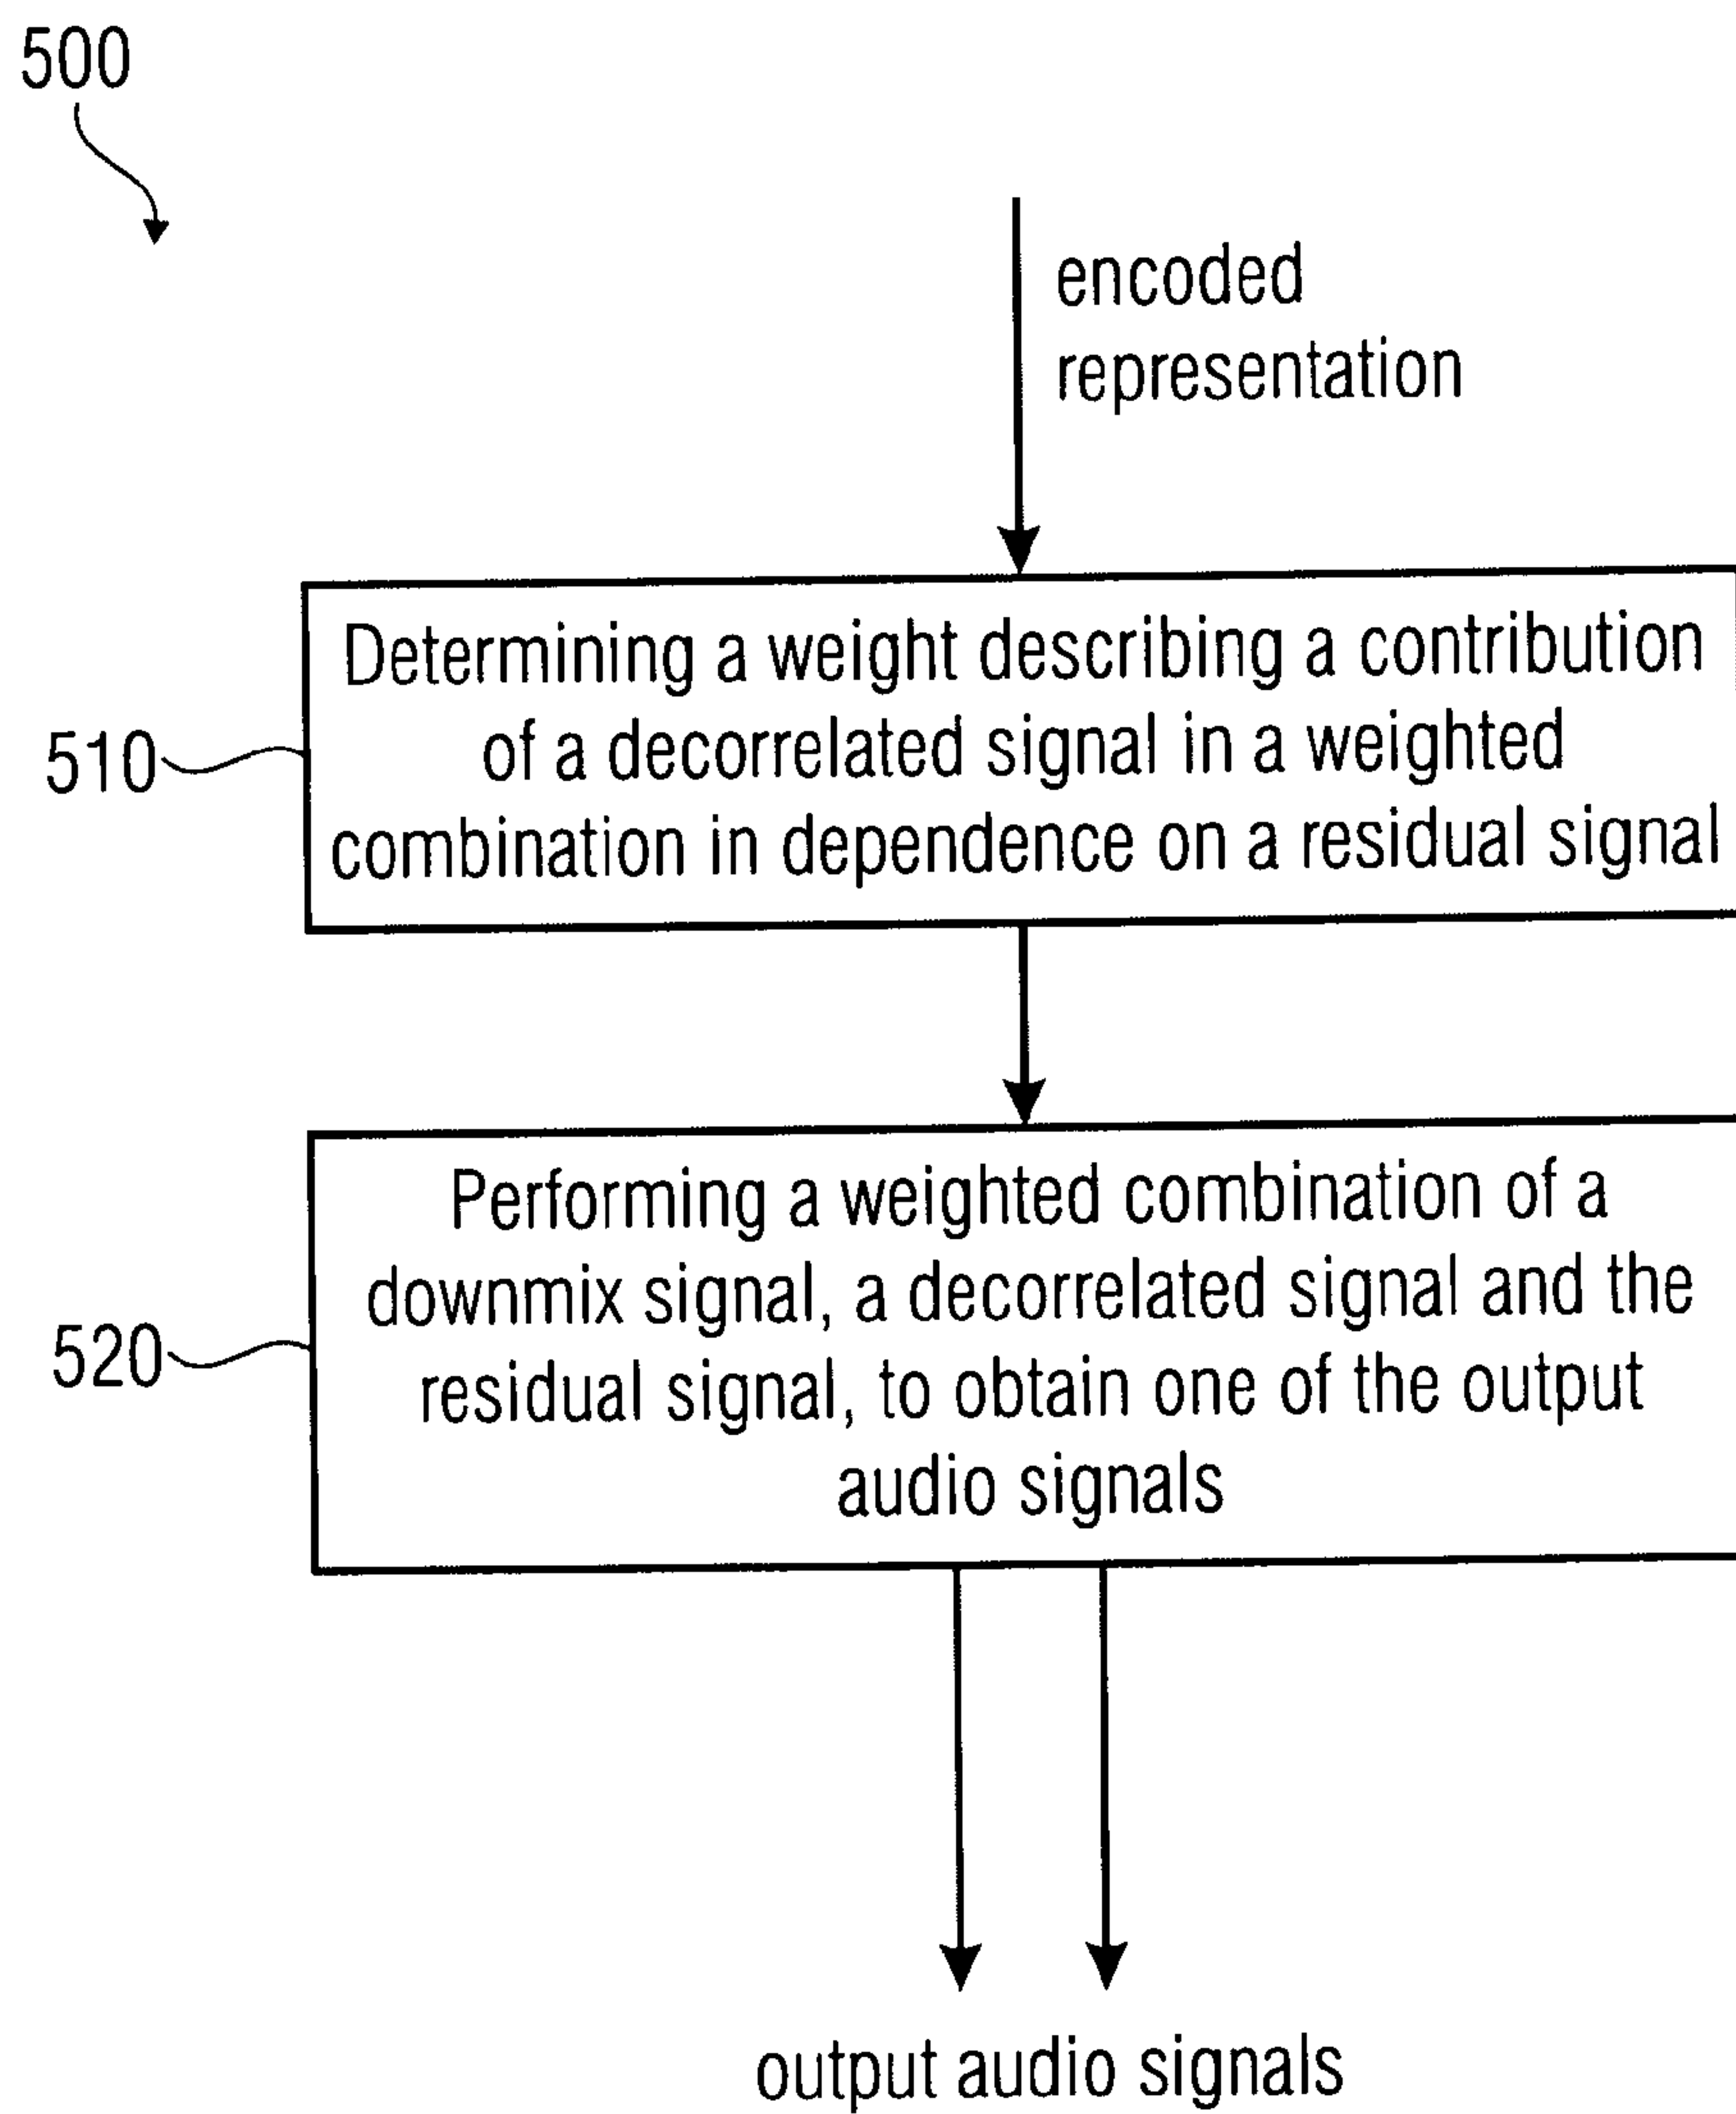 500
encoded
representation
Determining a weight describing a contribution
of a decorrelated signal in a weighted
combination in dependence on a residual signal
510
Performing a weighted combination of a
downmix signal, a decorrelated signal and the
residual signal, to obtain one of the output
audio signals
520
output audio signals